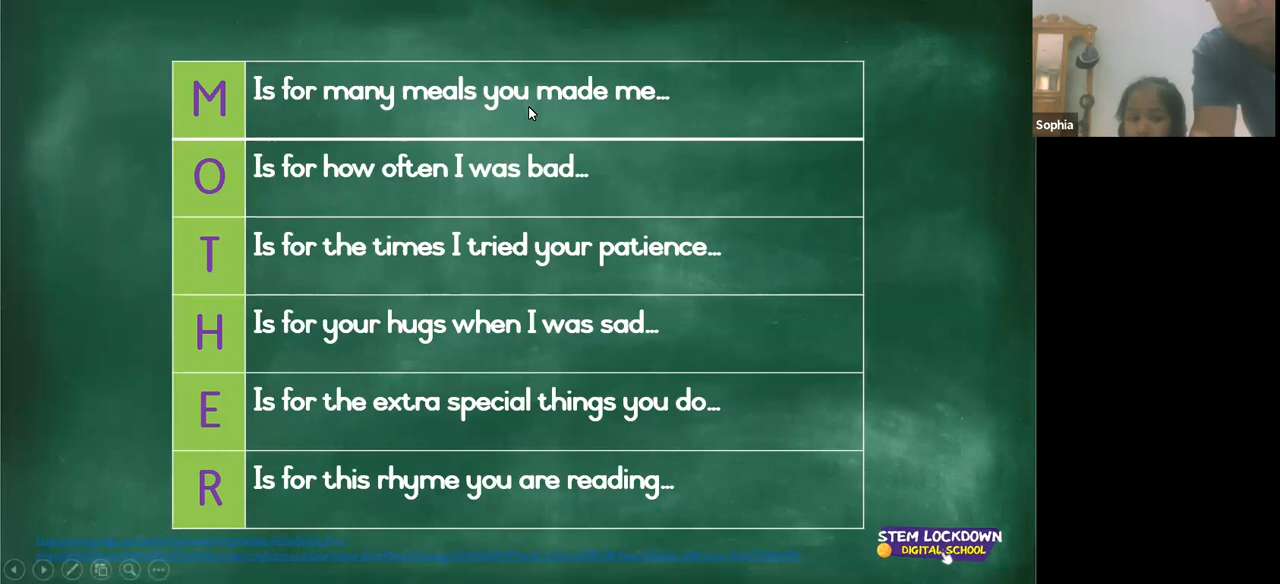 M Is for many meals you made me...
Sophia
O Is for how often I was bad...
T Is for the times I tried your patience...
H Is for your hugs when I was sad...
E Is for the extra special things you do...
R Is for this rhyme you are reading...
STEM LOCKDOWN
DIGITAL SCHOOL